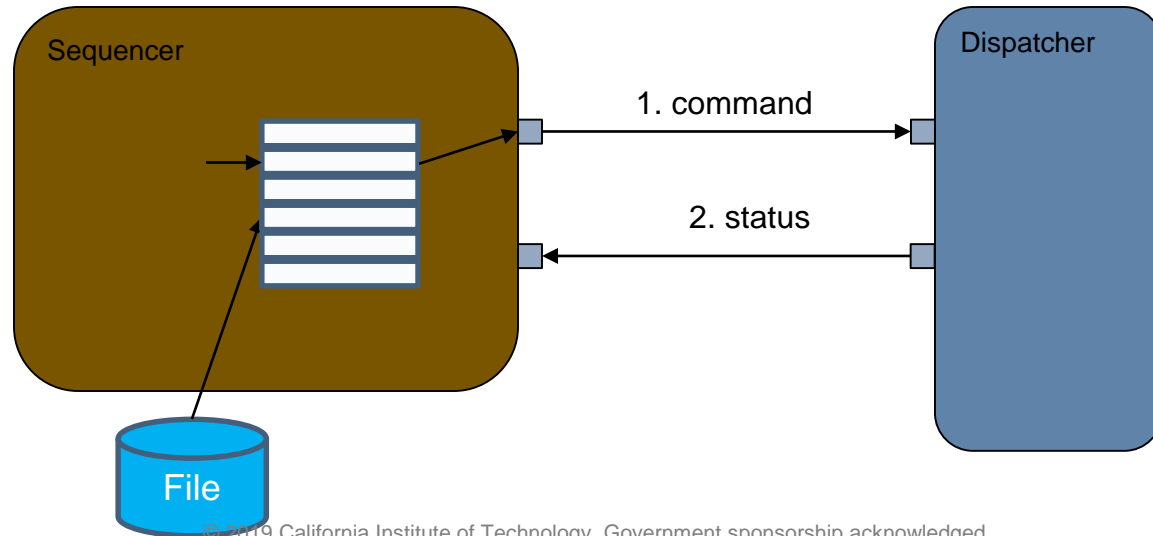 Sequencer
Dispatcher
1. command
2. status
File
© 2019 California Institute of Technology. Government sponsorship acknowledged.